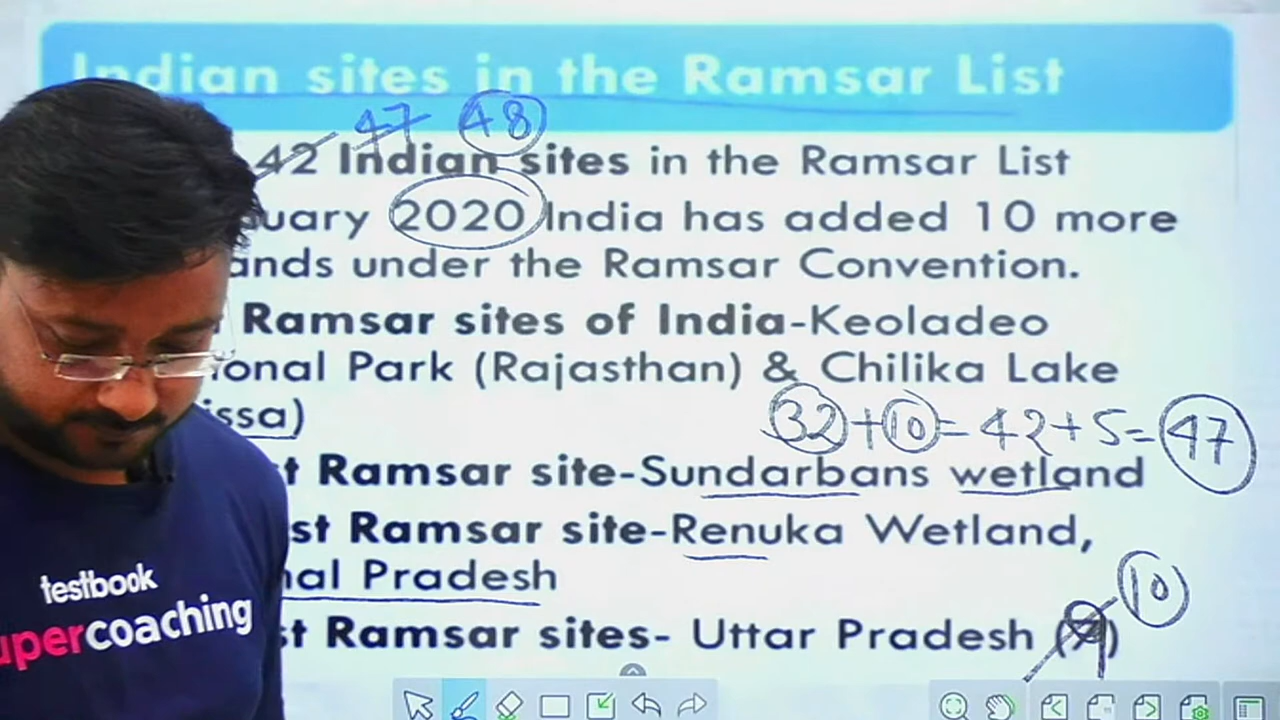 Indian sites in the Ramsar List
47 48
42 Indian sites in the Ramsar List
uary 2020 India has added 10 more
ands under the Ramsar Convention.
Ramsar sites of India-Keoladeo
ional Park (Rajasthan) & Chilika Lake
issa)
32+10=42+5=47
t Ramsar site-Sundarbans wetland
st Ramsar site-Renuka Wetland,
hal Pradesh
10
st Ramsar sites- Uttar Pradesh ( )
testbook
upercoaching